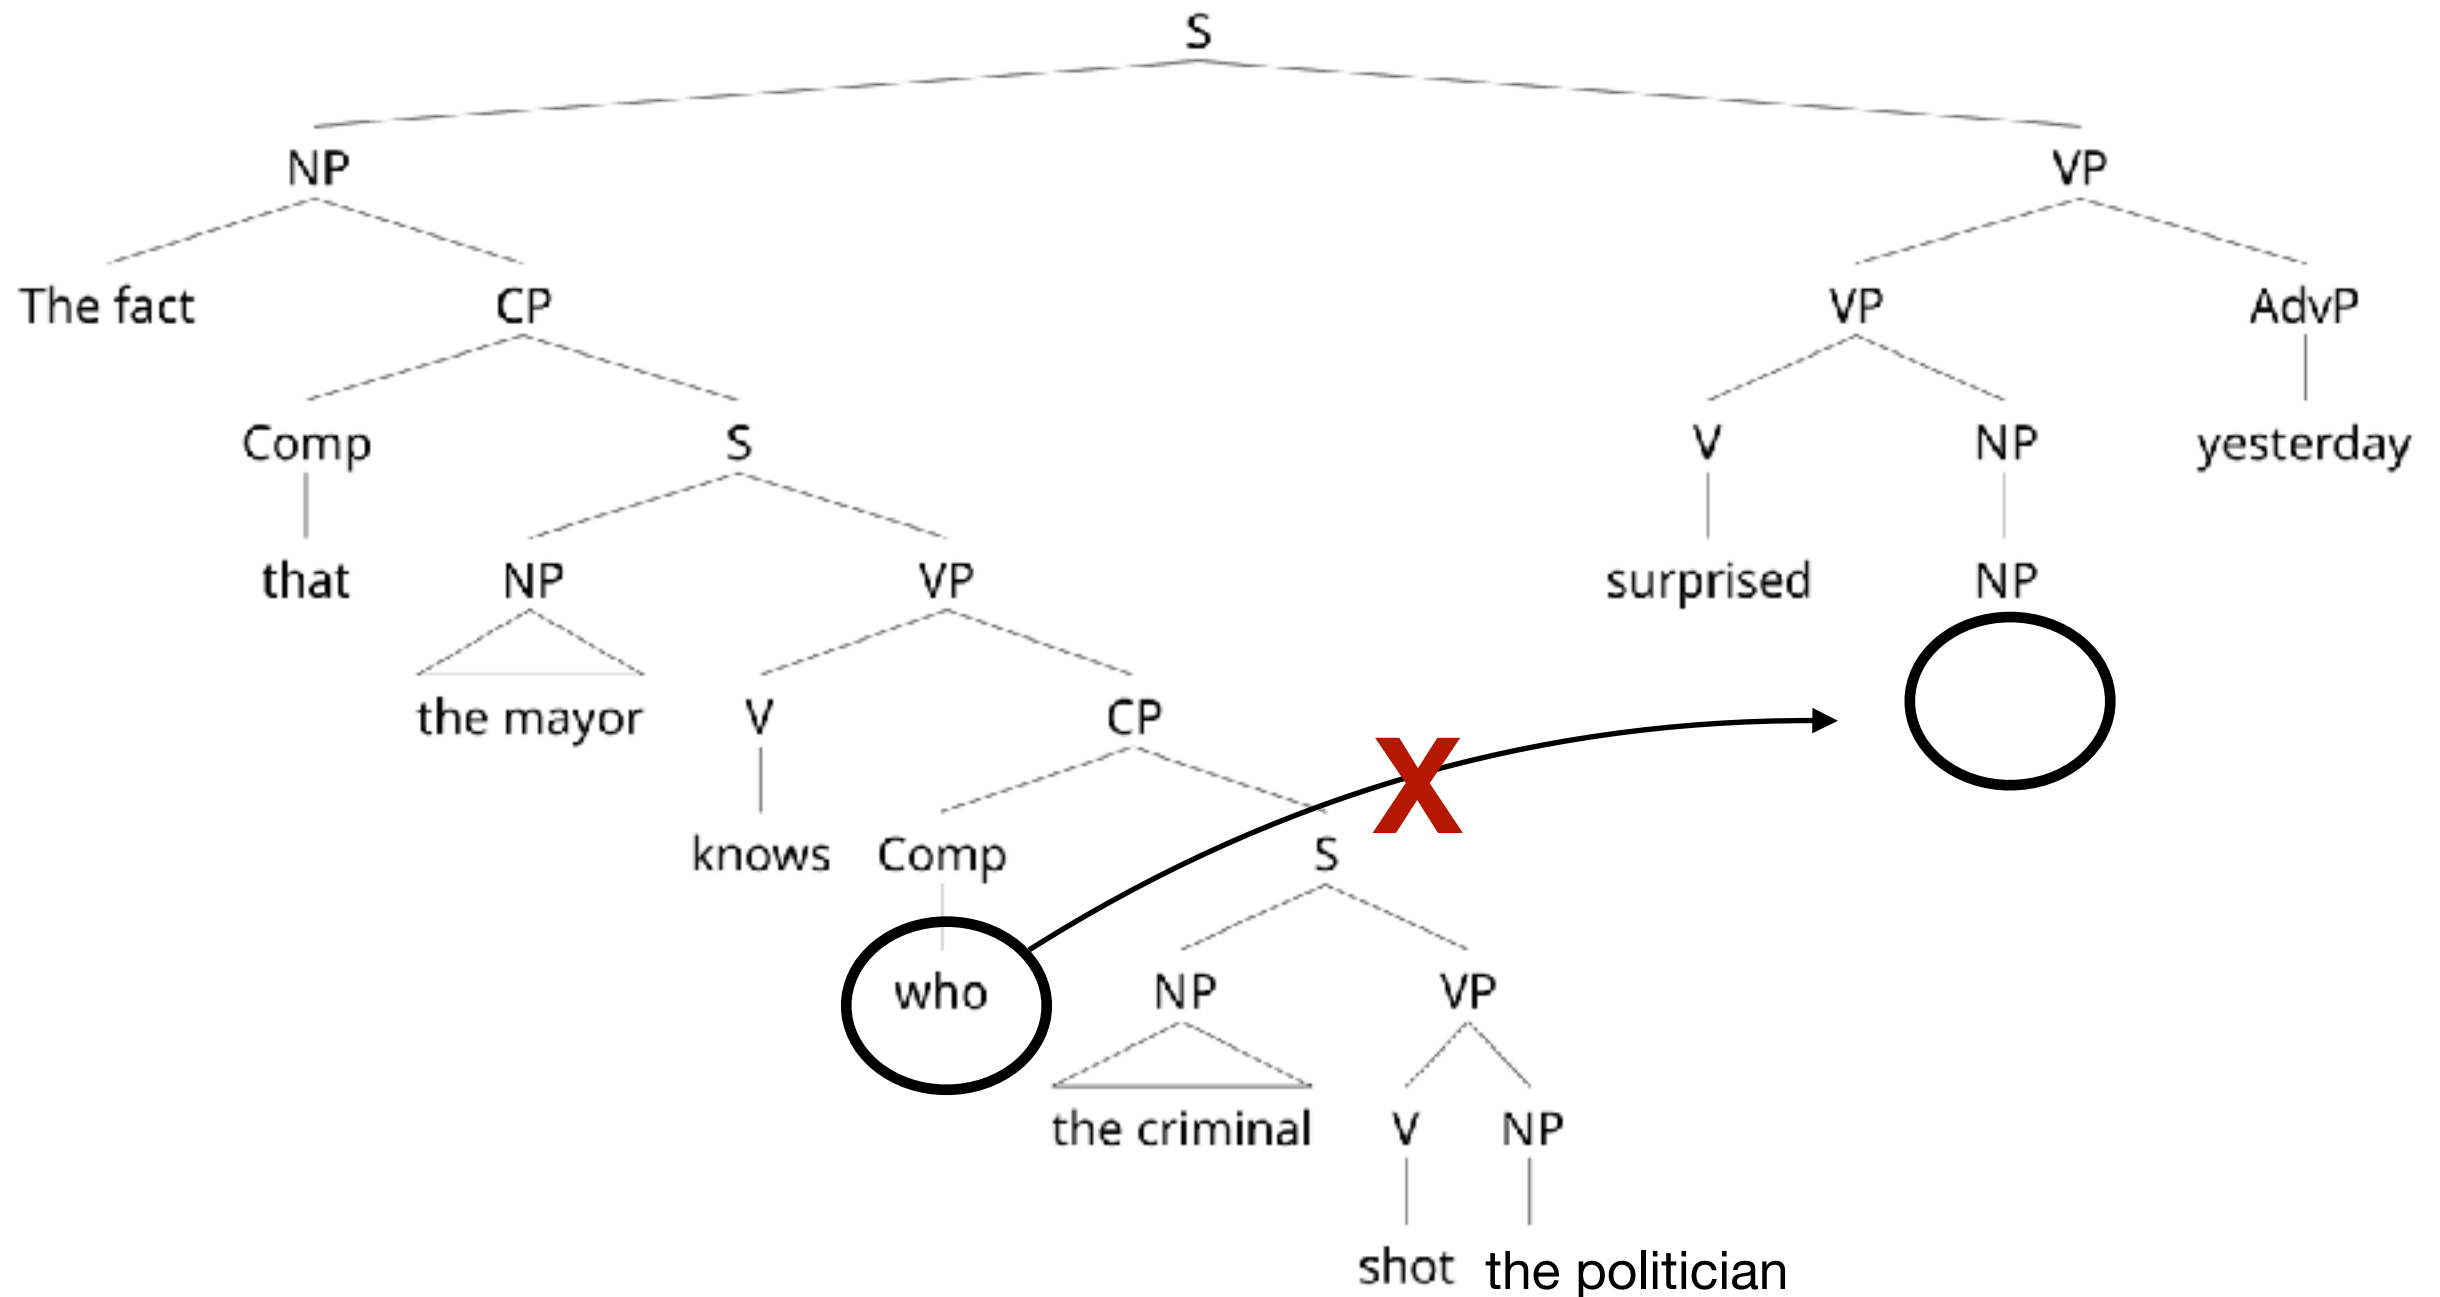 S
NP VP
The fact CP VP AdvP
Comp S V NP yesterday
that NP VP surprised NP
the mayor V CP
X
knows Comp S
who NP VP
the criminal V NP
shot the politician